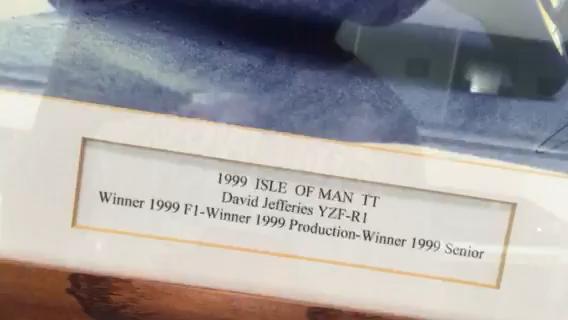 1999 ISLE OF MAN TT
David Jefferies YZF-R1
Winner 1999 F1-Winner 1999 Production-Winner 1999 Senior